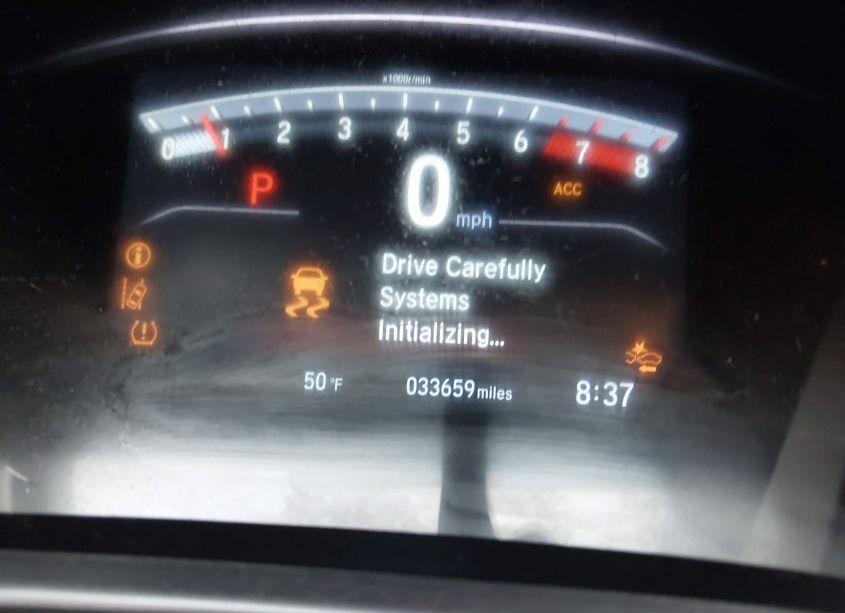 x1000r/min
0 1 2 3 4 5 6 7 8
P 0 mph ACC
Drive Carefully
Systems
Initializing...
50 °F 033659 miles 8:37